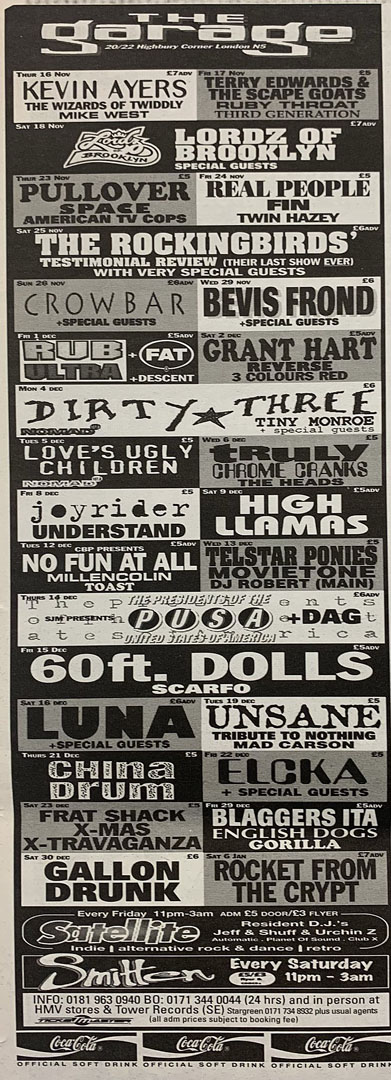 THE
garage
20/22 Highbury Corner London N5
THUR 16 NOV £7ADV
KEVIN AYERS
THE WIZARDS OF TWIDDLY
MIKE WEST
FRI 17 NOV £5
TERRY EDWARDS &
THE SCAPE GOATS
RUBY THROAT
THIRD GENERATION
SAT 18 NOV £7ADV
Lordz
OF
BROOKLYN
LORDZ OF
BROOKLYN
SPECIAL GUESTS
THUR 23 NOV £5
PULLOVER
SPACE
AMERICAN TV COPS
FRI 24 NOV £5
REAL PEOPLE
FIN
TWIN HAZEY
SAT 25 NOV £6ADV
THE ROCKINGBIRDS'
TESTIMONIAL REVIEW (THEIR LAST SHOW EVER)
WITH VERY SPECIAL GUESTS
SUN 26 NOV £6ADV
CROWBAR
+SPECIAL GUESTS
WED 29 NOV £6
BEVIS FROND
+SPECIAL GUESTS
FRI 1 DEC £5ADV
RUB
ULTRA
+ FAT
+DESCENT
SAT 2 DEC £5ADV
GRANT HART
REVERSE
3 COLOURS RED
MON 4 DEC £6
DIRTY THREE
NOMAD TINY MONROE
+ special guests
TUES 5 DEC £5
LOVE'S UGLY
CHILDREN
NOMAD
WED 6 DEC £5
truly
CHROME CRANKS
THE HEADS
FRI 8 DEC £5
joyrider
UNDERSTAND
SAT 9 DEC £5ADV
HIGH
LLAMAS
TUES 12 DEC £5ADV
CBP PRESENTS
NO FUN AT ALL
MILLENCOLIN
TOAST
WED 13 DEC £5
TELSTAR PONIES
MOVIETONE
DJ ROBERT (MAIN)
THURS 14 DEC £6ADV
SJM PRESENTS
THE PRESIDENTS OF THE
PUSA
UNITED STATES OF AMERICA
+DAG
FRI 15 DEC £5ADV
60ft. DOLLS
SCARFO
SAT 16 DEC £6ADV
LUNA
+SPECIAL GUESTS
TUES 19 DEC £5
UNSANE
TRIBUTE TO NOTHING
MAD CARSON
THURS 21 DEC £5
CHINA
DRUM
FRI 22 DEC £5
ELCKA
+ SPECIAL GUESTS
SAT 23 DEC £5
FRAT SHACK
X-MAS
X-TRAVAGANZA
FRI 29 DEC £5ADV
BLAGGERS ITA
ENGLISH DOGS
GORILLA
SAT 30 DEC £6
GALLON
DRUNK
SAT 6 JAN £7ADV
ROCKET FROM
THE CRYPT
Every Friday 11pm-3am ADM £5 DOOR/£3 FLYER
Satellite
Resident D.J.'s
Jeff & Shuff & Urchin Z
Automatic . Planet Of Sound . Club X
Indie | alternative rock & dance | retro
Smitten
Every Saturday
11pm - 3am
INFO: 0181 963 0940 BO: 0171 344 0044 (24 hrs) and in person at
HMV stores & Tower Records (SE) Stargreen 0171 734 8932 plus usual agents
TICKETMASTER (all adm prices subject to booking fee)
Coca-Cola Coca-Cola Coca-Cola
OFFICIAL SOFT DRINK OFFICIAL SOFT DRINK OFFICIAL SOFT DRINK